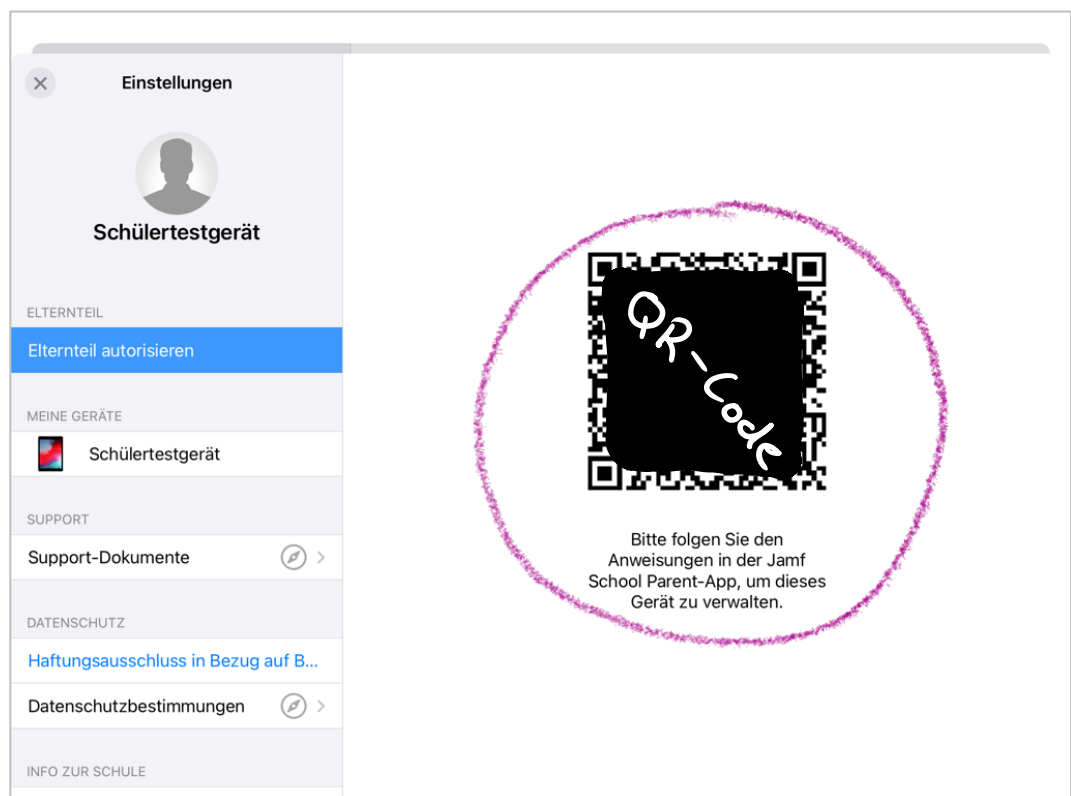 Einstellungen
Schülertestgerät
ELTERNTEIL
Elternteil autorisieren
MEINE GERÄTE
Schülertestgerät
SUPPORT
Support-Dokumente
DATENSCHUTZ
Haftungsausschluss in Bezug auf B...
Datenschutzbestimmungen
INFO ZUR SCHULE
QR-Code
Bitte folgen Sie den
Anweisungen in der Jamf
School Parent-App, um dieses
Gerät zu verwalten.